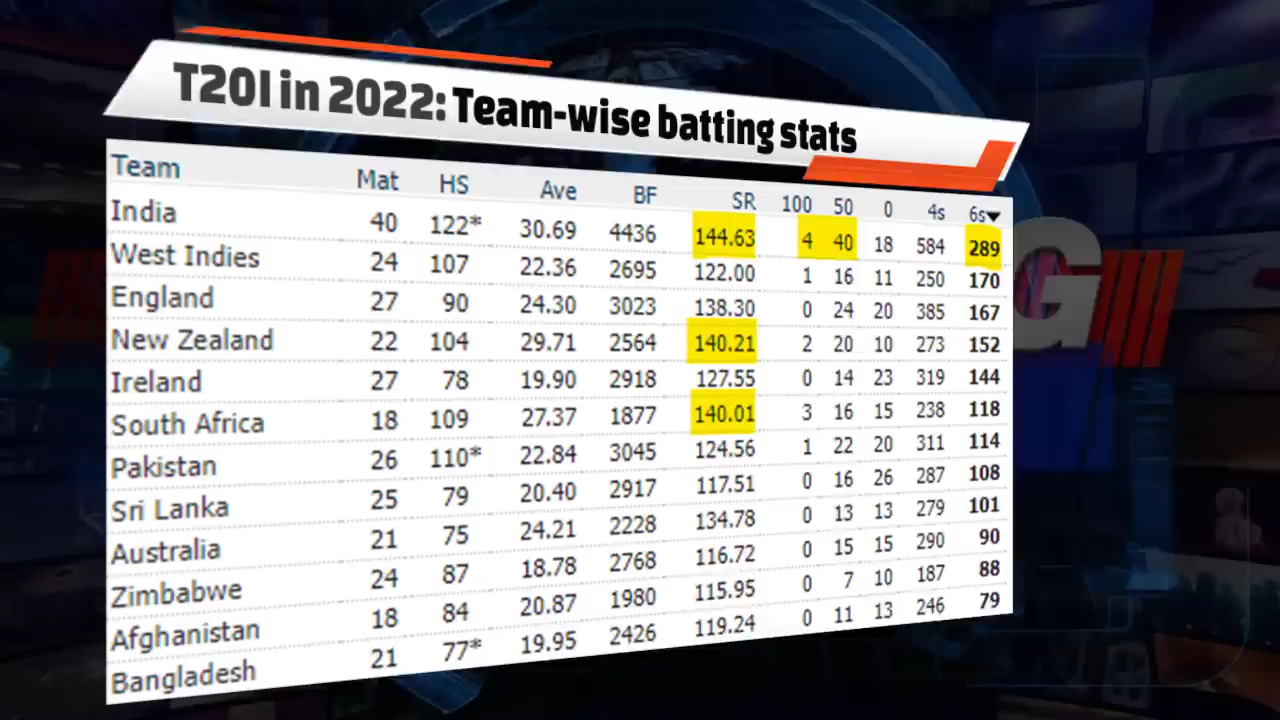 T20I in 2022: Team-wise batting stats
Team Mat HS Ave BF SR 100 50 0 4s 6s▼
India 40 122* 30.69 4436 144.63 4 40 18 584 289
West Indies 24 107 22.36 2695 122.00 1 16 11 250 170
England 27 90 24.30 3023 138.30 0 24 20 385 167
New Zealand 22 104 29.71 2564 140.21 2 20 10 273 152
Ireland 27 78 19.90 2918 127.55 0 14 23 319 144
South Africa 18 109 27.37 1877 140.01 3 16 15 238 118
Pakistan 26 110* 22.84 3045 124.56 1 22 20 311 114
Sri Lanka 25 79 20.40 2917 117.51 0 16 26 287 108
Australia 21 75 24.21 2228 134.78 0 13 13 279 101
Zimbabwe 24 87 18.78 2768 116.72 0 15 15 290 90
Afghanistan 18 84 20.87 1980 115.95 0 7 10 187 88
Bangladesh 21 77* 19.95 2426 119.24 0 11 13 246 79
G